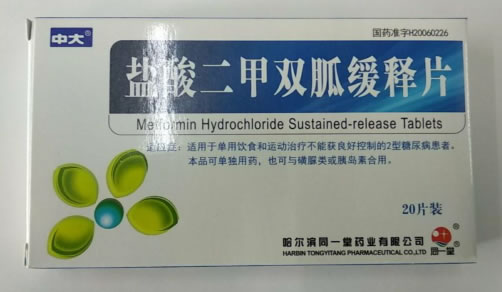 中大®
国药准字H20060226
盐酸二甲双胍缓释片
Metformin Hydrochloride Sustained-release Tablets
适应症：适用于单用饮食和运动治疗不能获良好控制的2型糖尿病患者。
本品可单独用药，也可与磺脲类或胰岛素合用。
20片装
哈尔滨同一堂药业有限公司
HARBIN TONGYITANG PHARMACEUTICAL CO.,LTD
同一堂